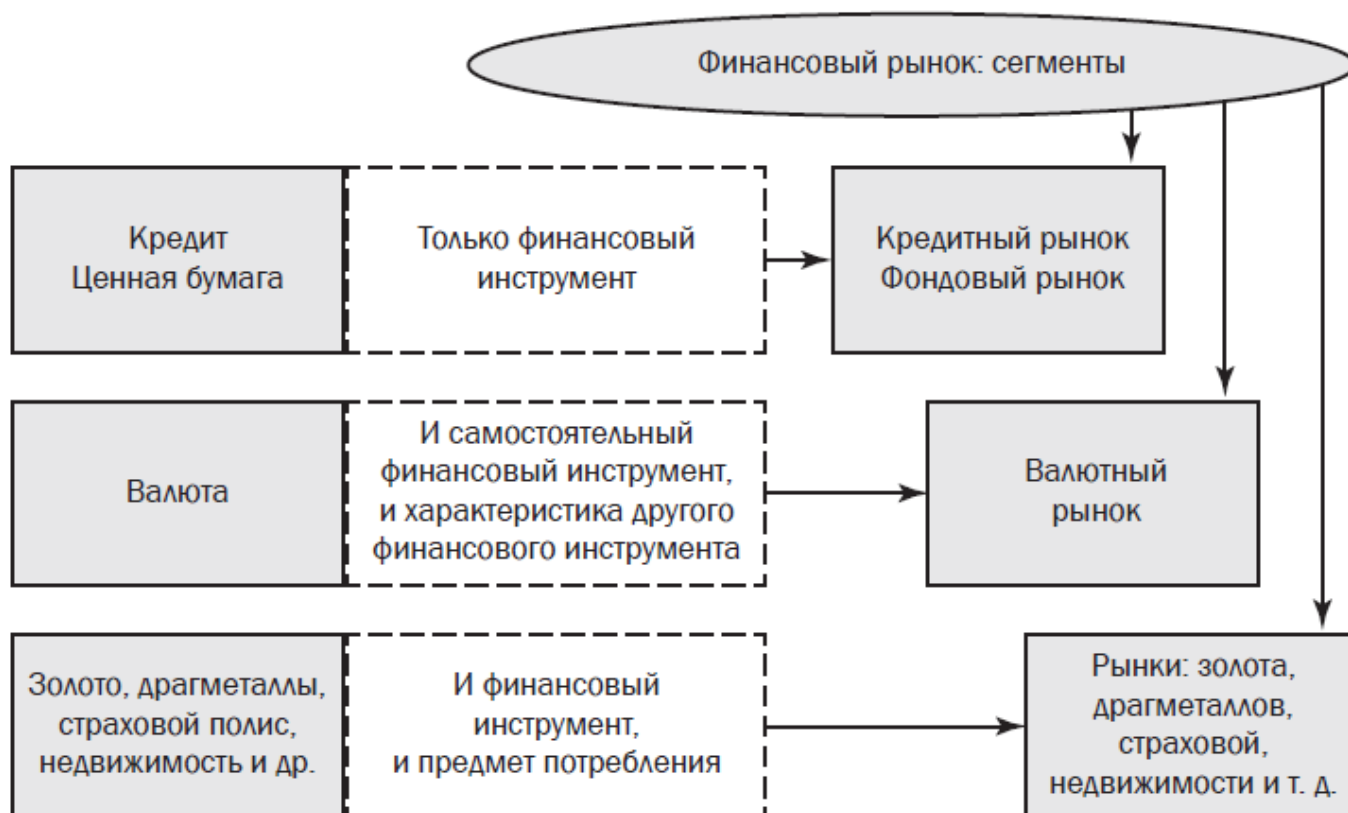 Финансовый рынок: сегменты
Кредит
Ценная бумага
Только финансовый
инструмент
Кредитный рынок
Фондовый рынок
Валюта
И самостоятельный
финансовый инструмент,
и характеристика другого
финансового инструмента
Валютный
рынок
Золото, драгметаллы,
страховой полис,
недвижимость и др.
И финансовый
инструмент,
и предмет потребления
Рынки: золота,
драгметаллов,
страховой,
недвижимости и т. д.